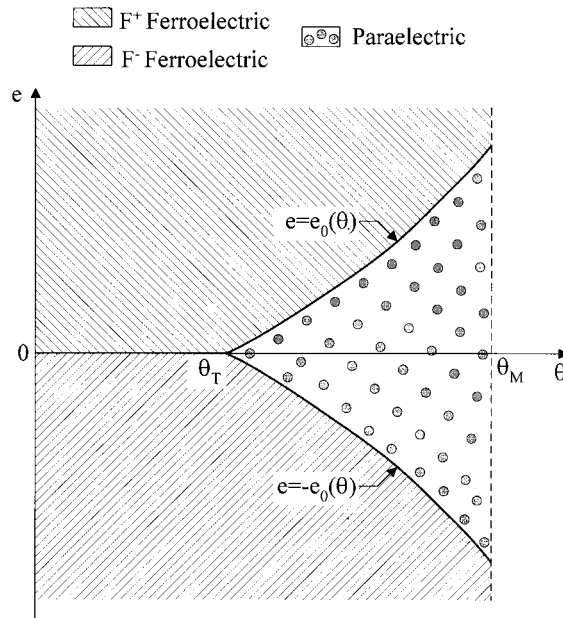 F⁺ Ferroelectric
F⁻ Ferroelectric
Paraelectric
e
e=e₀(θ)
0
θ_T
θ_M
θ
e=-e₀(θ)